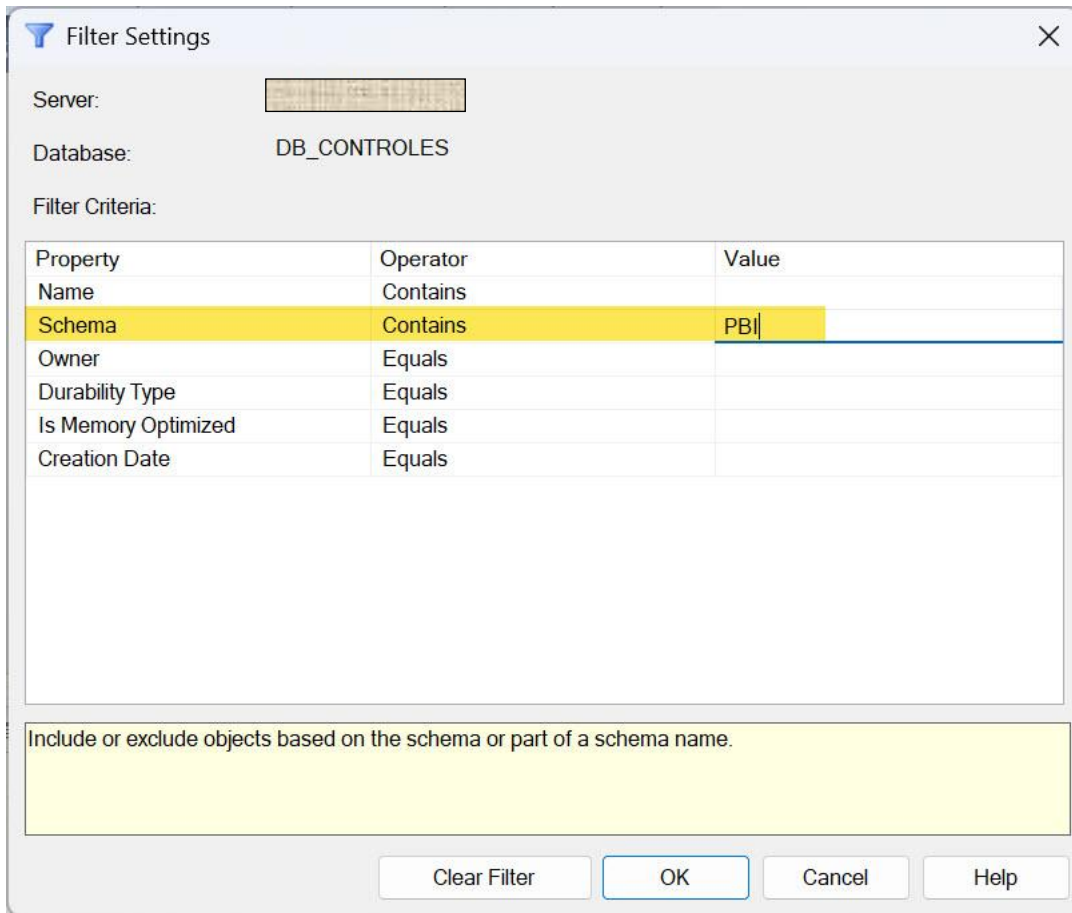 Filter Settings
Server:
Database: DB_CONTROLES
Filter Criteria:
Property Operator Value
Name Contains
Schema Contains PBI
Owner Equals
Durability Type Equals
Is Memory Optimized Equals
Creation Date Equals
Include or exclude objects based on the schema or part of a schema name.
Clear Filter OK Cancel Help